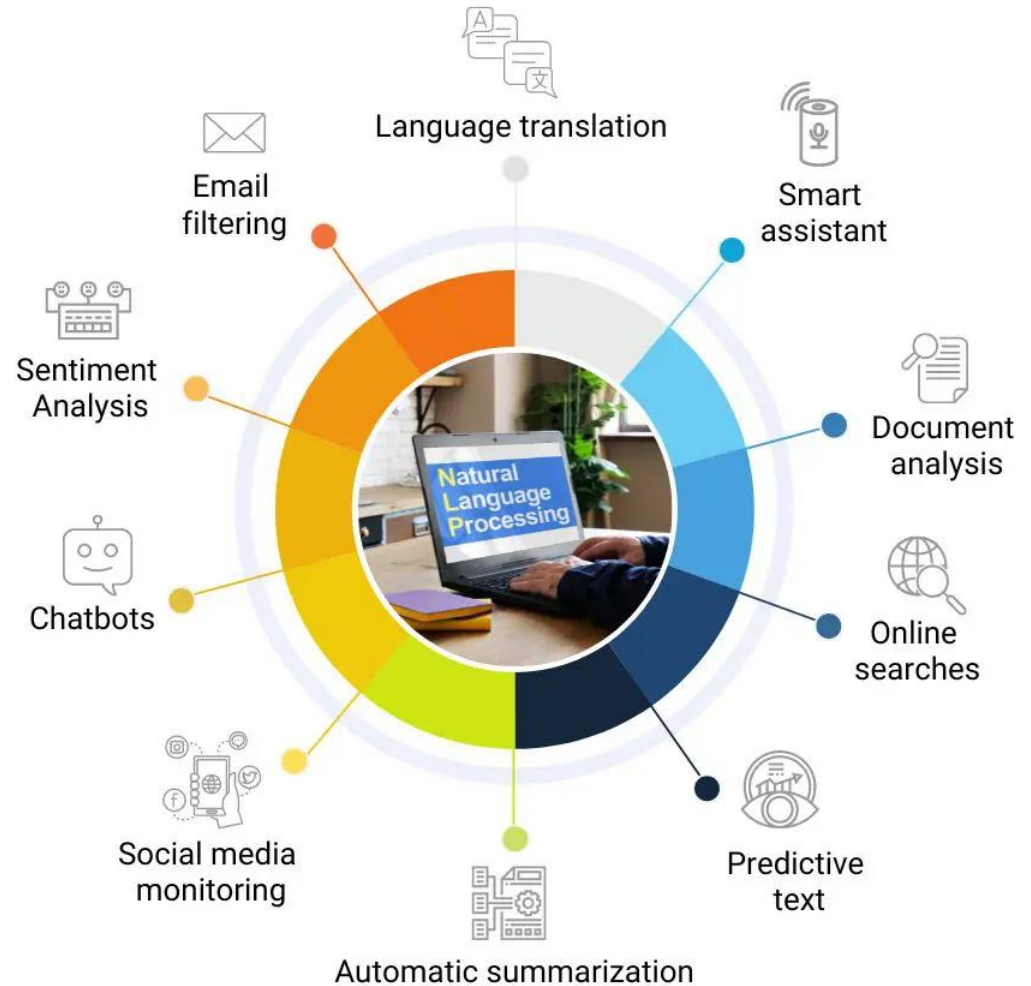 A
文
Language translation
Smart
assistant
Document
analysis
Online
searches
Predictive
text
Automatic summarization
Social media
monitoring
f
Chatbots
Sentiment
Analysis
Email
filtering
Natural
Language
Processing